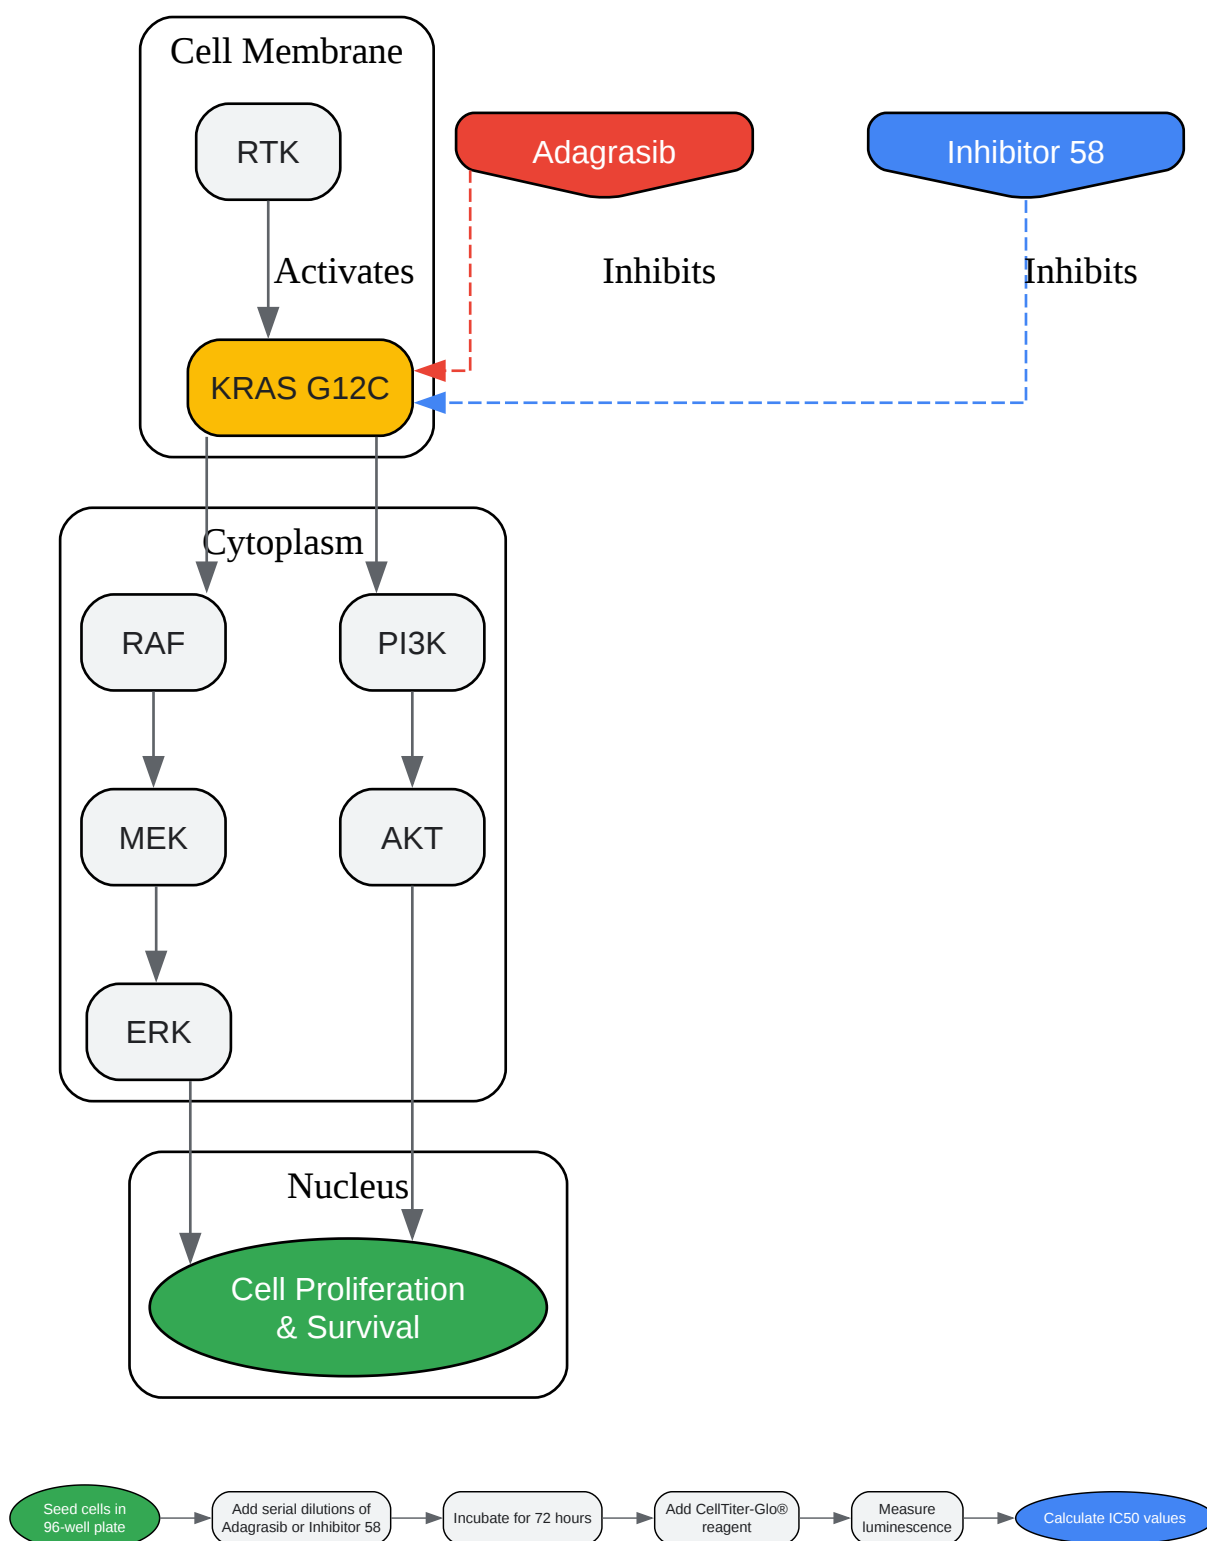 Cell Membrane
RTK
Adagrasib
Inhibitor 58
Activates
Inhibits
Inhibits
KRAS G12C
Cytoplasm
RAF
PI3K
MEK
AKT
ERK
Nucleus
Cell Proliferation
& Survival
Seed cells in
96-well plate
Add serial dilutions of
Adagrasib or Inhibitor 58
Incubate for 72 hours
Add CellTiter-Glo®
reagent
Measure
luminescence
Calculate IC50 values